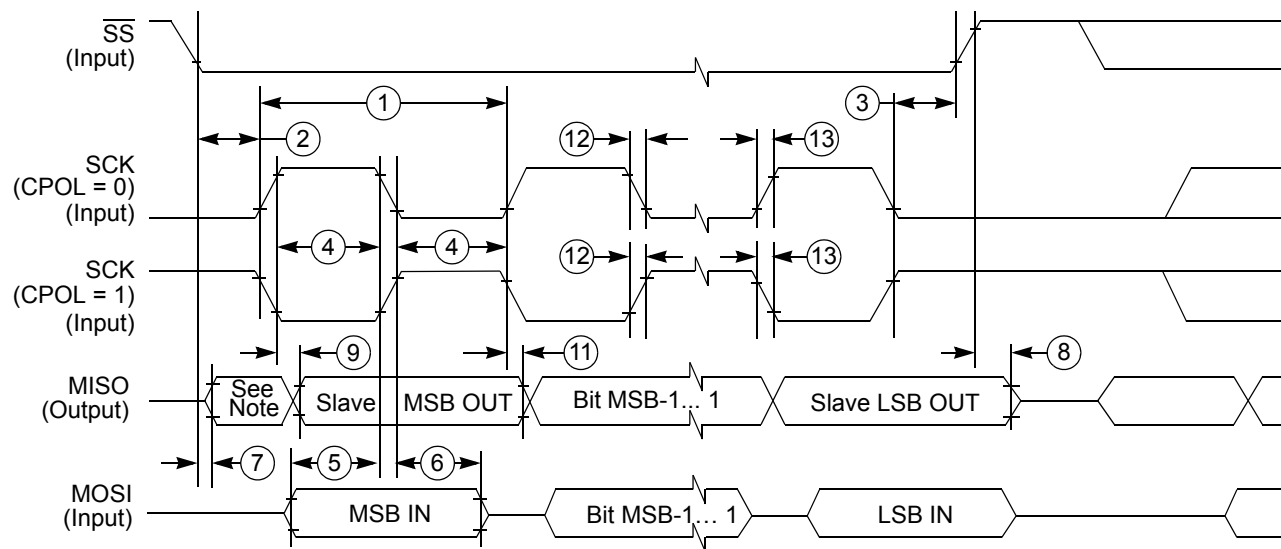 SS
(Input)
1
3
2
12
13
SCK
(CPOL = 0)
(Input)
4
4
SCK
(CPOL = 1)
(Input)
12
13
9
11
8
MISO
(Output)
See
Note
Slave
MSB OUT
Bit MSB-1... 1
Slave LSB OUT
7
5
6
MOSI
(Input)
MSB IN
Bit MSB-1... 1
LSB IN